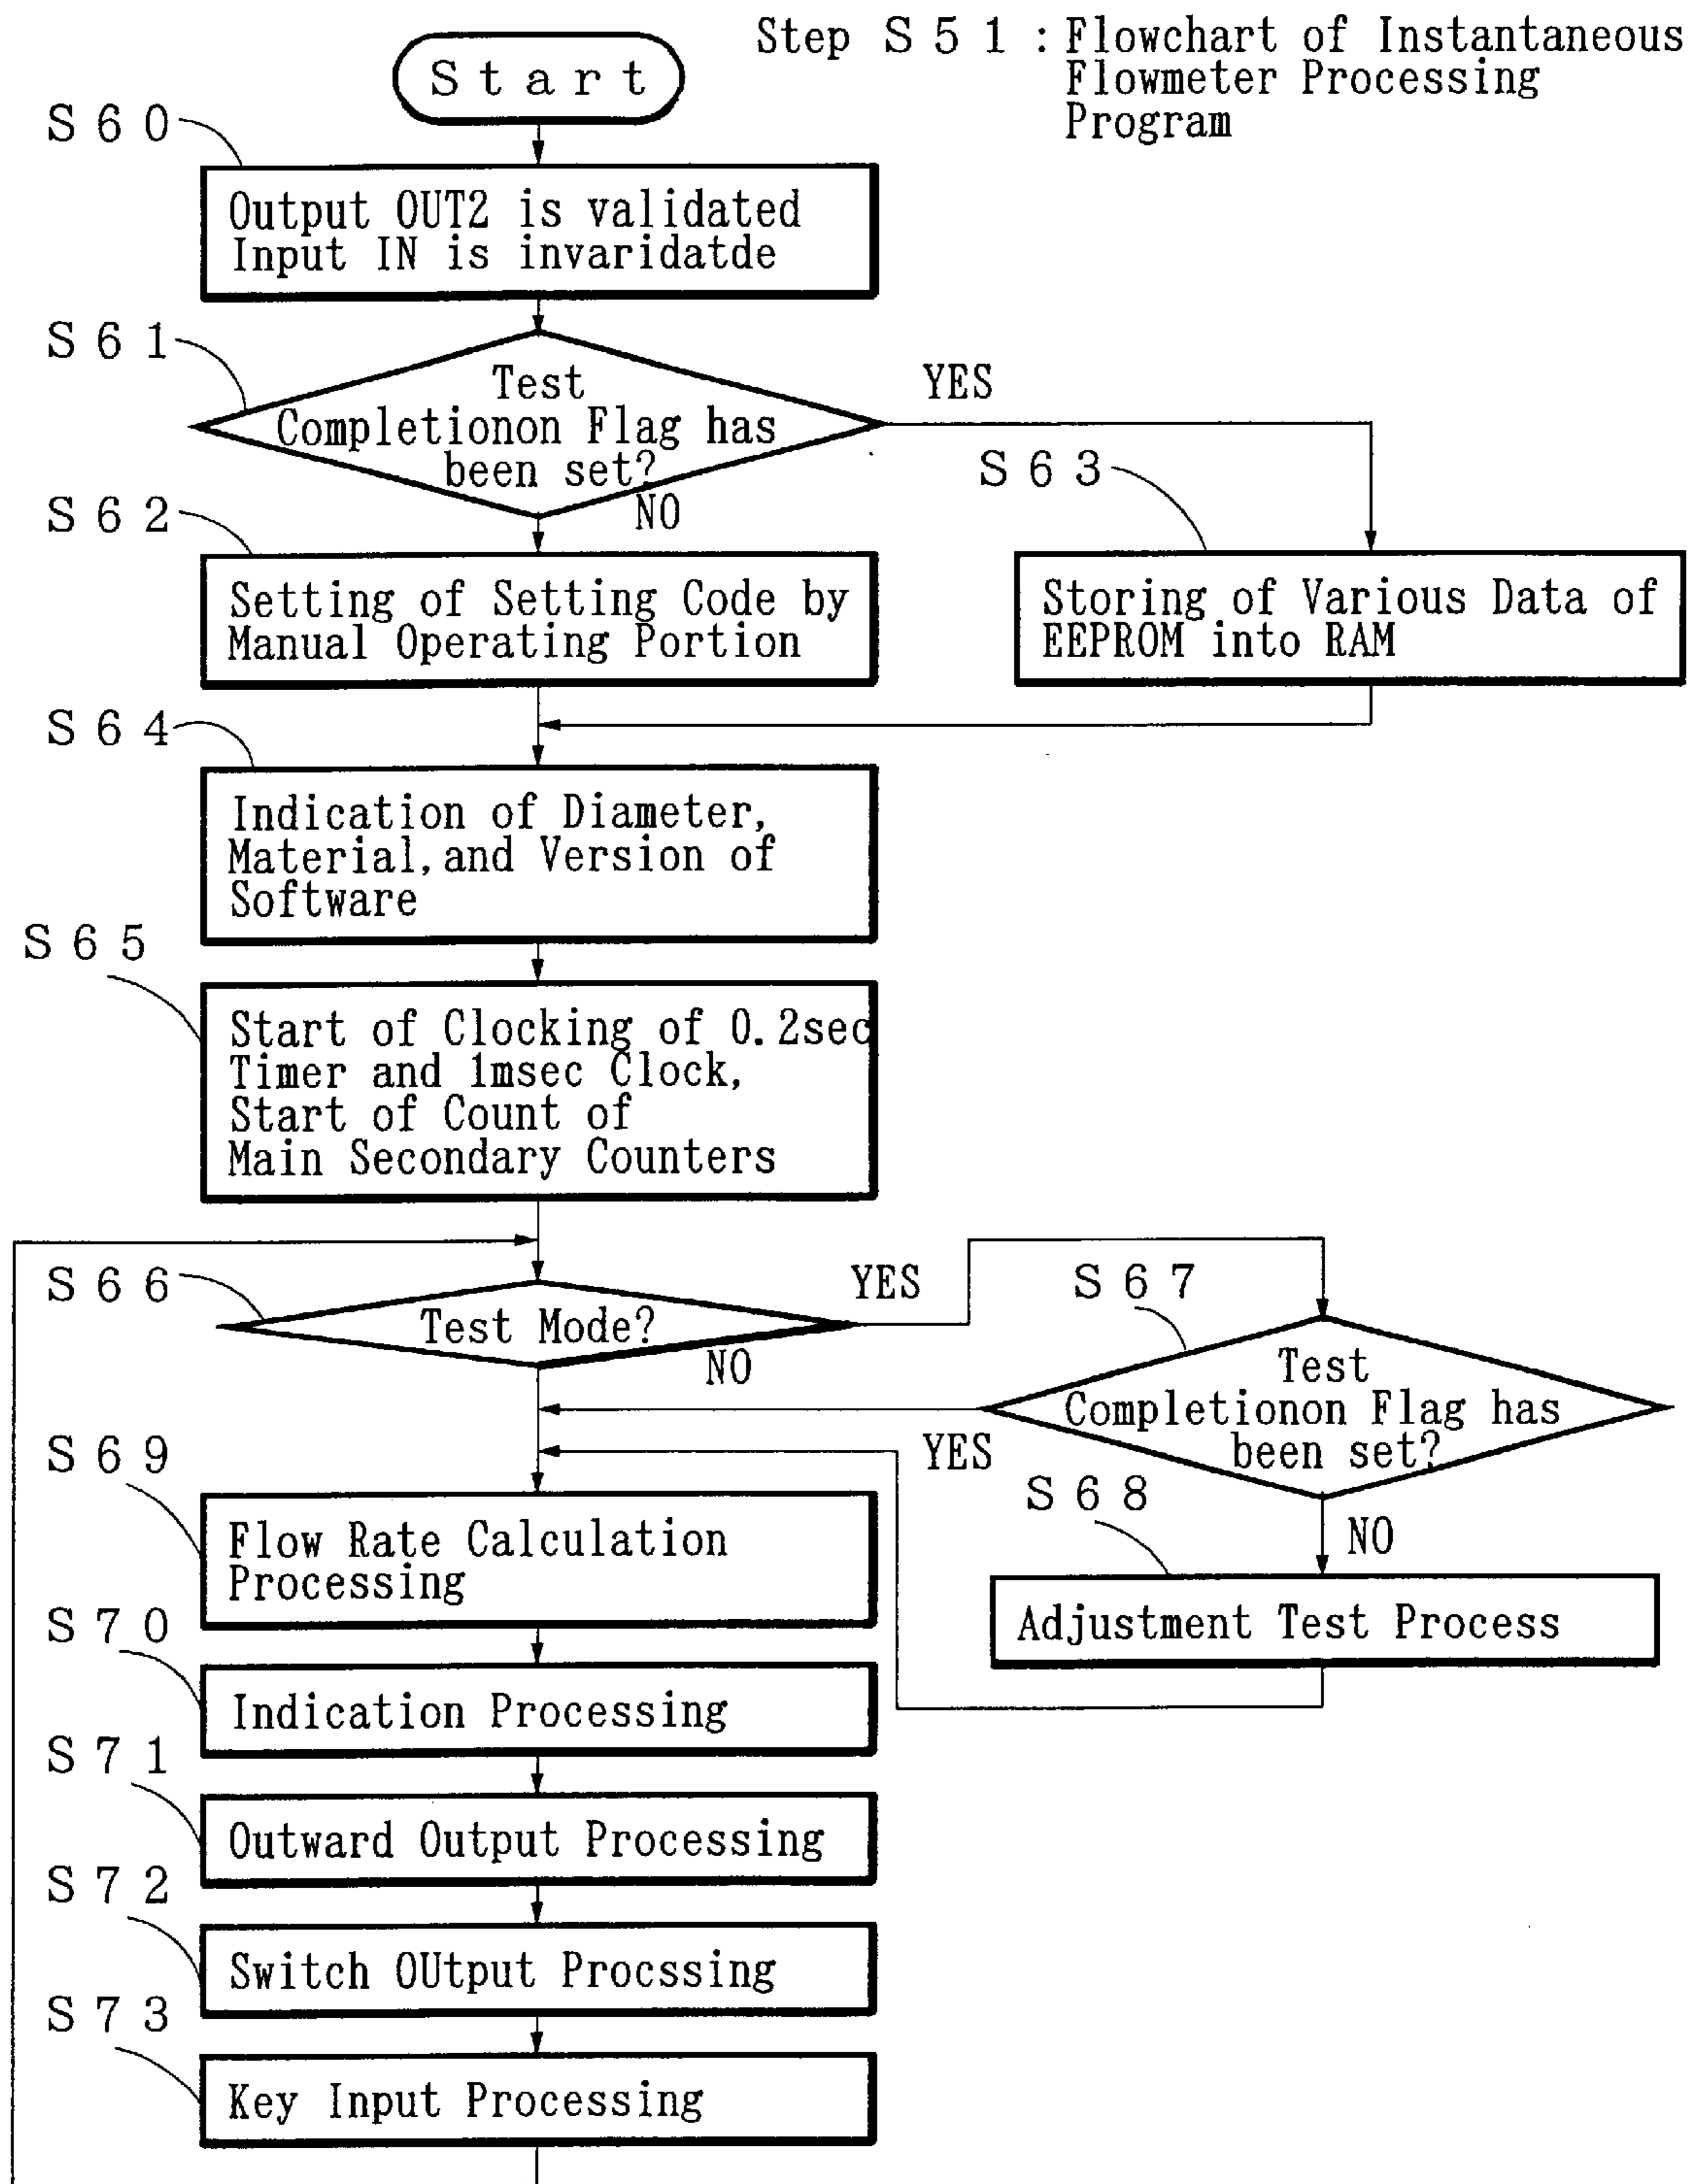 Step S51:Flowchart of Instantaneous
Flowmeter Processing
Program
Start
S60
Output OUT2 is validated
Input IN is invaridatde
S61
Test
Completionon Flag has
been set?
YES
NO
S62
Setting of Setting Code by
Manual Operating Portion
S63
Storing of Various Data of
EEPROM into RAM
S64
Indication of Diameter,
Material, and Version of
Software
S65
Start of Clocking of 0.2sec
Timer and 1msec Clock,
Start of Count of
Main Secondary Counters
S66
Test Mode?
YES
NO
S67
Test
Completionon Flag has
been set?
YES
NO
S68
Adjustment Test Process
S69
Flow Rate Calculation
Processing
S70
Indication Processing
S71
Outward Output Processing
S72
Switch OUtput Procssing
S73
Key Input Processing